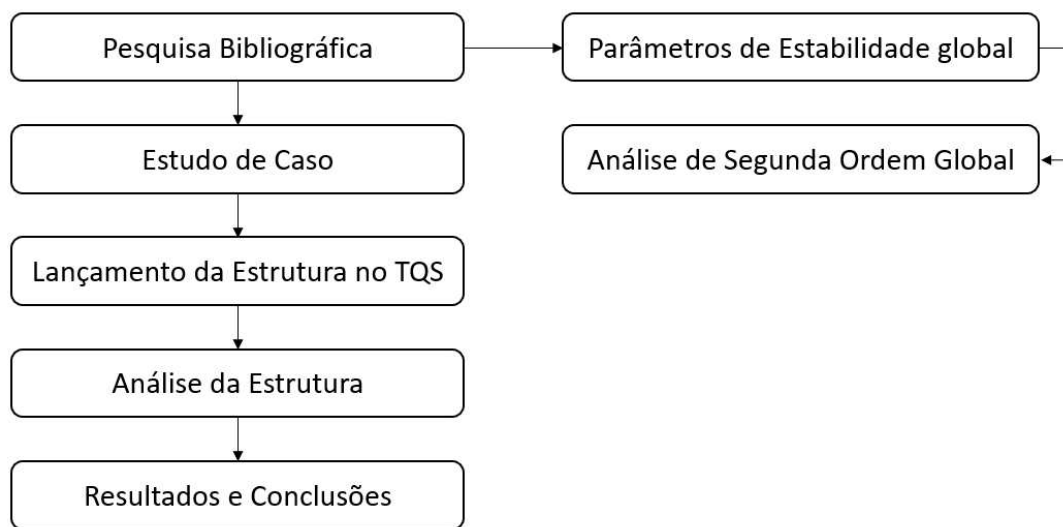 Pesquisa Bibliográfica
Parâmetros de Estabilidade global
Estudo de Caso
Análise de Segunda Ordem Global
Lançamento da Estrutura no TQS
Análise da Estrutura
Resultados e Conclusões